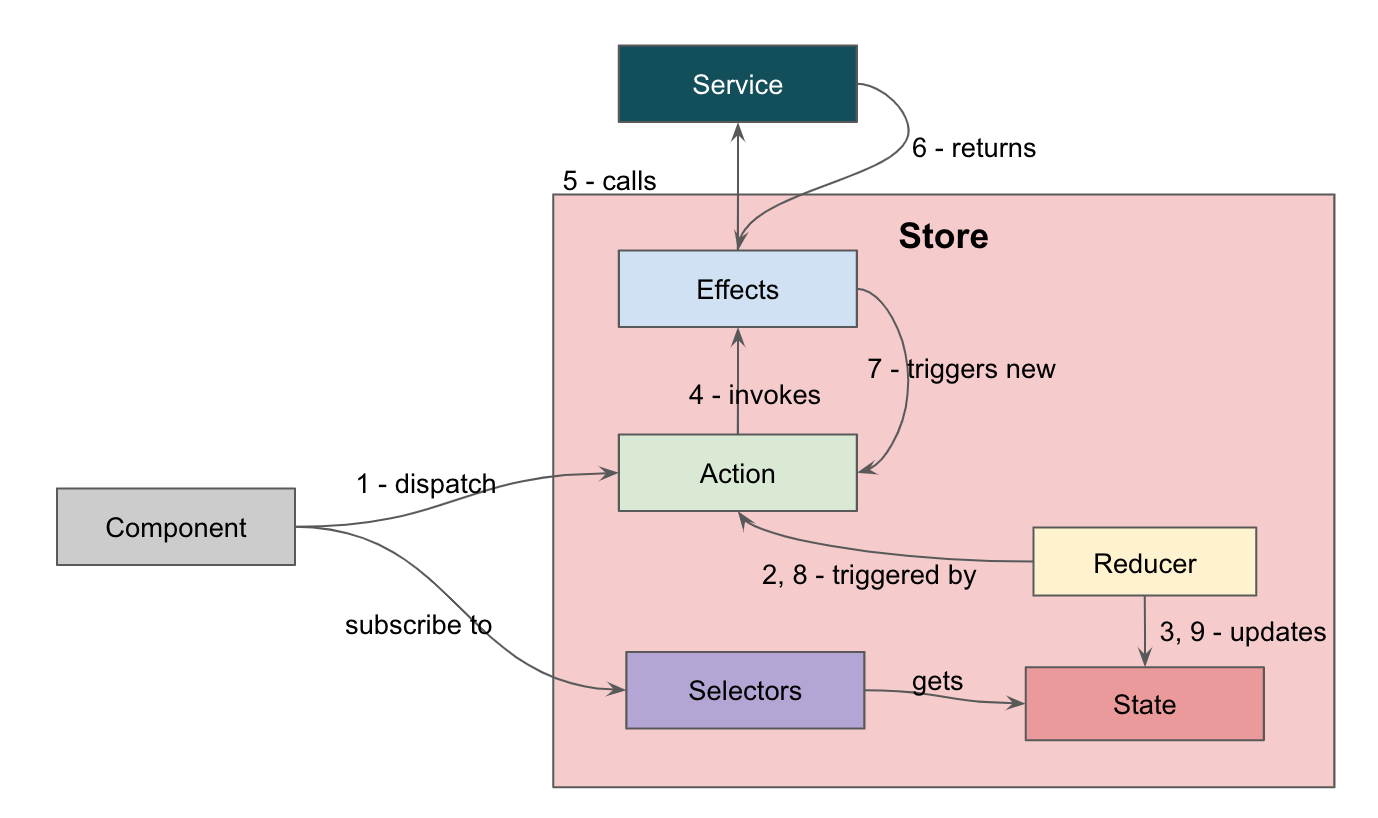 Service
6 - returns
5 - calls
Store
Effects
7 - triggers new
4 - invokes
Action
1 - dispatch
Component
Reducer
2, 8 - triggered by
subscribe to
3, 9 - updates
gets
Selectors
State